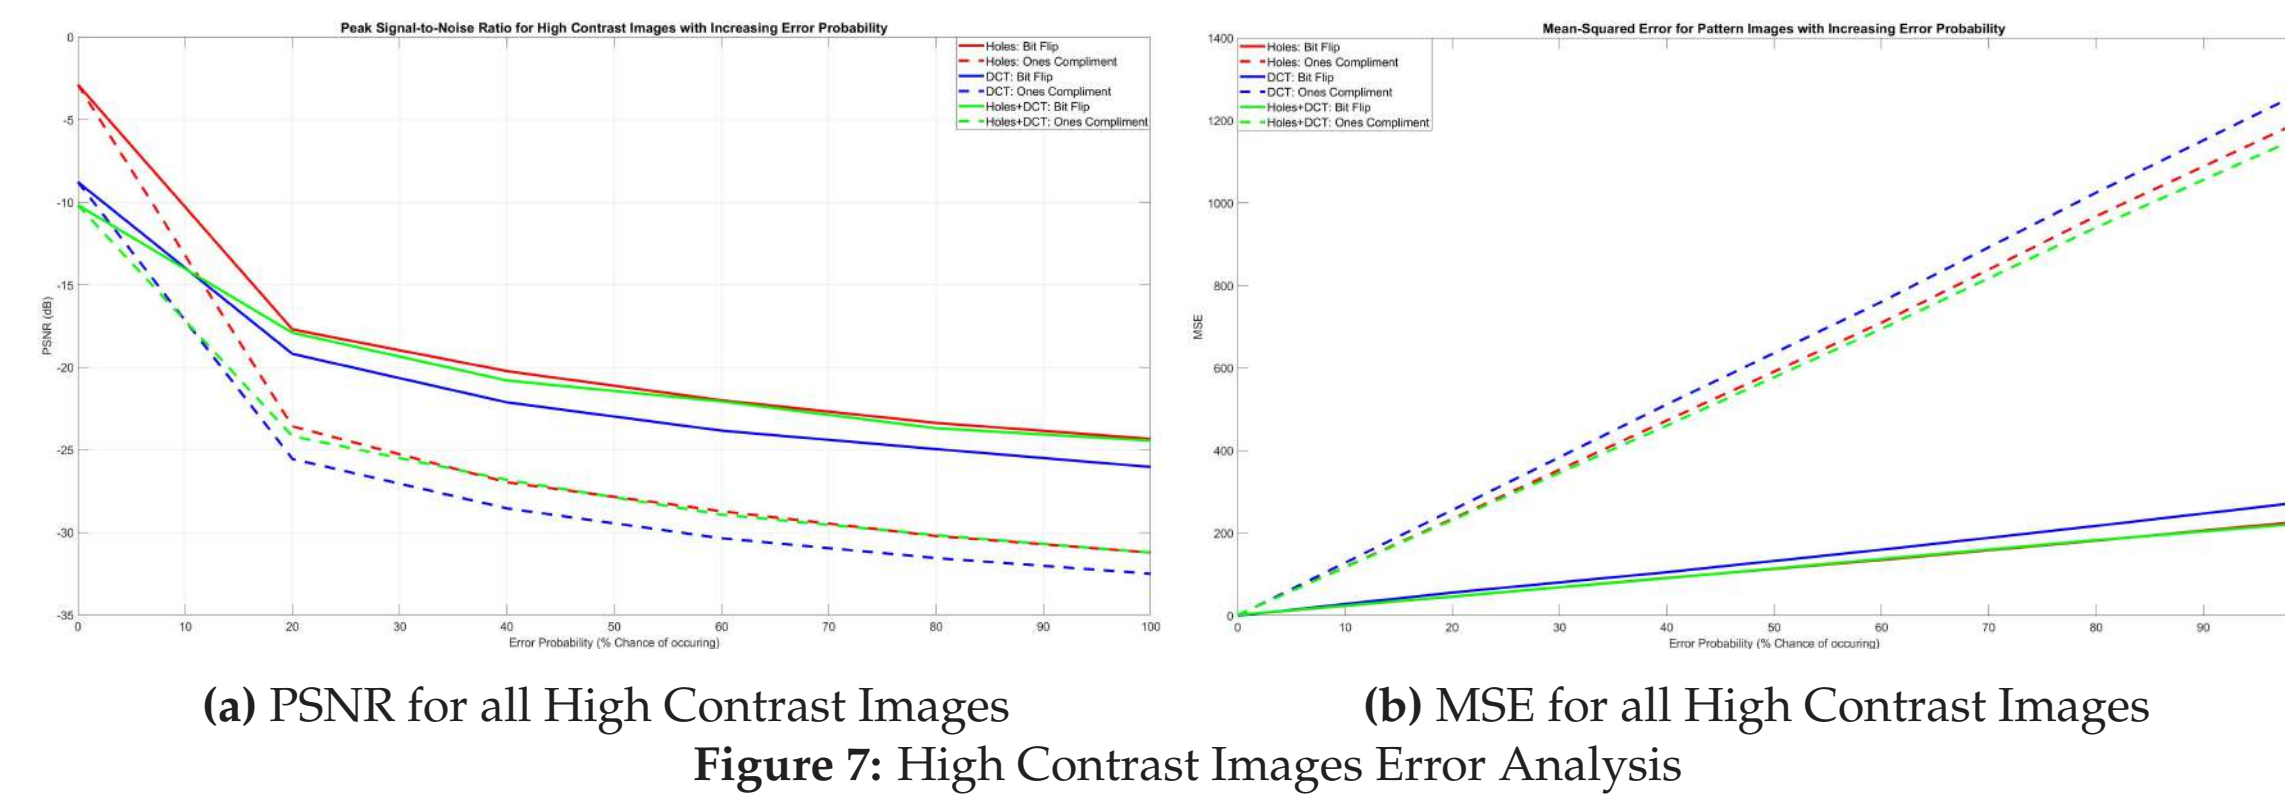 Peak Signal-to-Noise Ratio for High Contrast Images with Increasing Error Probability
0
-5
-10
-15
-20
-25
-30
-35
PSNR (dB)
Holes: Bit Flip
Holes: Ones Compliment
DCT: Bit Flip
DCT: Ones Compliment
Holes+DCT: Bit Flip
Holes+DCT: Ones Compliment
0 10 20 30 40 50 60 70 80 90 100
Error Probability (% Chance of occuring)
Mean-Squared Error for Pattern Images with Increasing Error Probability
1400
1200
1000
800
600
400
200
0
MSE
Holes: Bit Flip
Holes: Ones Compliment
DCT: Bit Flip
DCT: Ones Compliment
Holes+DCT: Bit Flip
Holes+DCT: Ones Compliment
0 10 20 30 40 50 60 70 80 90
Error Probability (% Chance of occuring)
(a) PSNR for all High Contrast Images
(b) MSE for all High Contrast Images
Figure 7: High Contrast Images Error Analysis